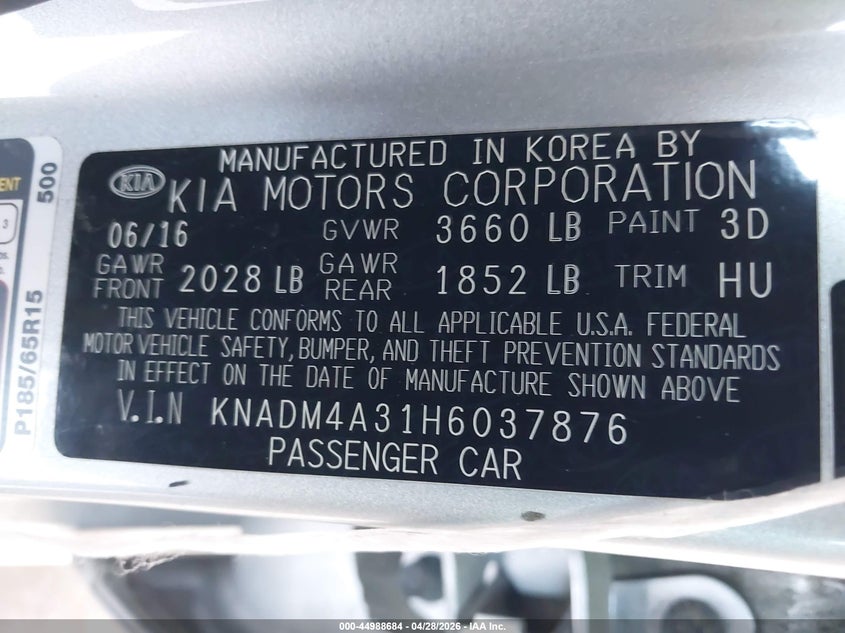 MANUFACTURED IN KOREA BY
KIA KIA MOTORS CORPORATION
06/16 GVWR 3660 LB PAINT 3D
GAWR FRONT 2028 LB GAWR REAR 1852 LB TRIM HU
THIS VEHICLE CONFORMS TO ALL APPLICABLE U.S.A. FEDERAL
MOTOR VEHICLE SAFETY, BUMPER, AND THEFT PREVENTION STANDARDS
IN EFFECT ON THE DATE OF MANUFACTURE SHOWN ABOVE
V.I.N KNADM4A31H6037876
PASSENGER CAR
500
P185/65R15
3
000-44988684 - 04/28/2026 - IAA Inc.